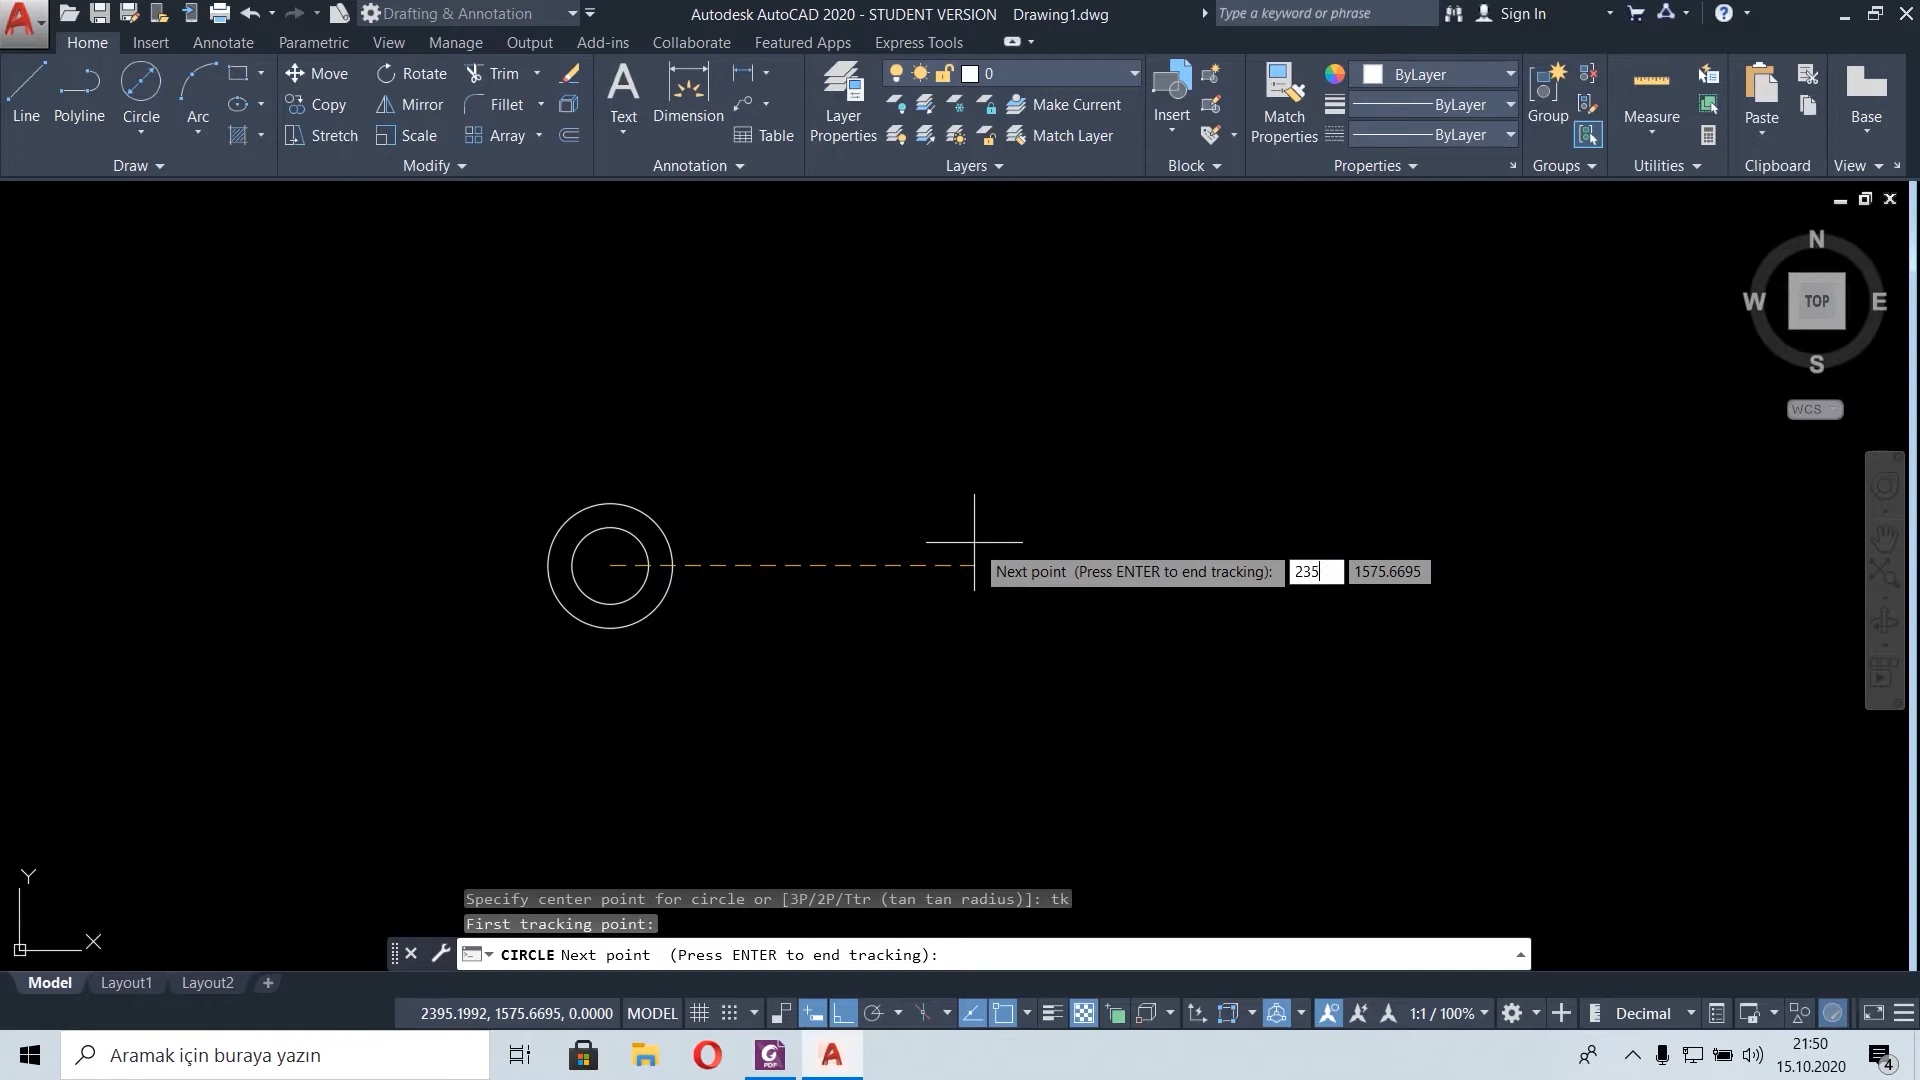 Drafting & Annotation
Autodesk AutoCAD 2020 - STUDENT VERSION Drawing1.dwg
Type a keyword or phrase
Sign In
Home Insert Annotate Parametric View Manage Output Add-ins Collaborate Featured Apps Express Tools
Line Polyline Circle Arc
Draw
Move Rotate Trim
Copy Mirror Fillet
Stretch Scale Array
Modify
Text Dimension Table
Annotation
Layer Properties
0
Make Current
Match Layer
Layers
Insert
Block
Match Properties
ByLayer
ByLayer
ByLayer
Properties
Group
Groups
Measure
Utilities
Paste
Clipboard
Base
View
N
W TOP E
S
WCS
Next point (Press ENTER to end tracking): 235 1575.6695
Y
X
Specify center point for circle or [3P/2P/Ttr (tan tan radius)]: tk
First tracking point:
CIRCLE Next point (Press ENTER to end tracking):
Model Layout1 Layout2 +
2395.1992, 1575.6695, 0.0000 MODEL 1:1 / 100% Decimal
Aramak için buraya yazın
PDF
21:50
15.10.2020
4